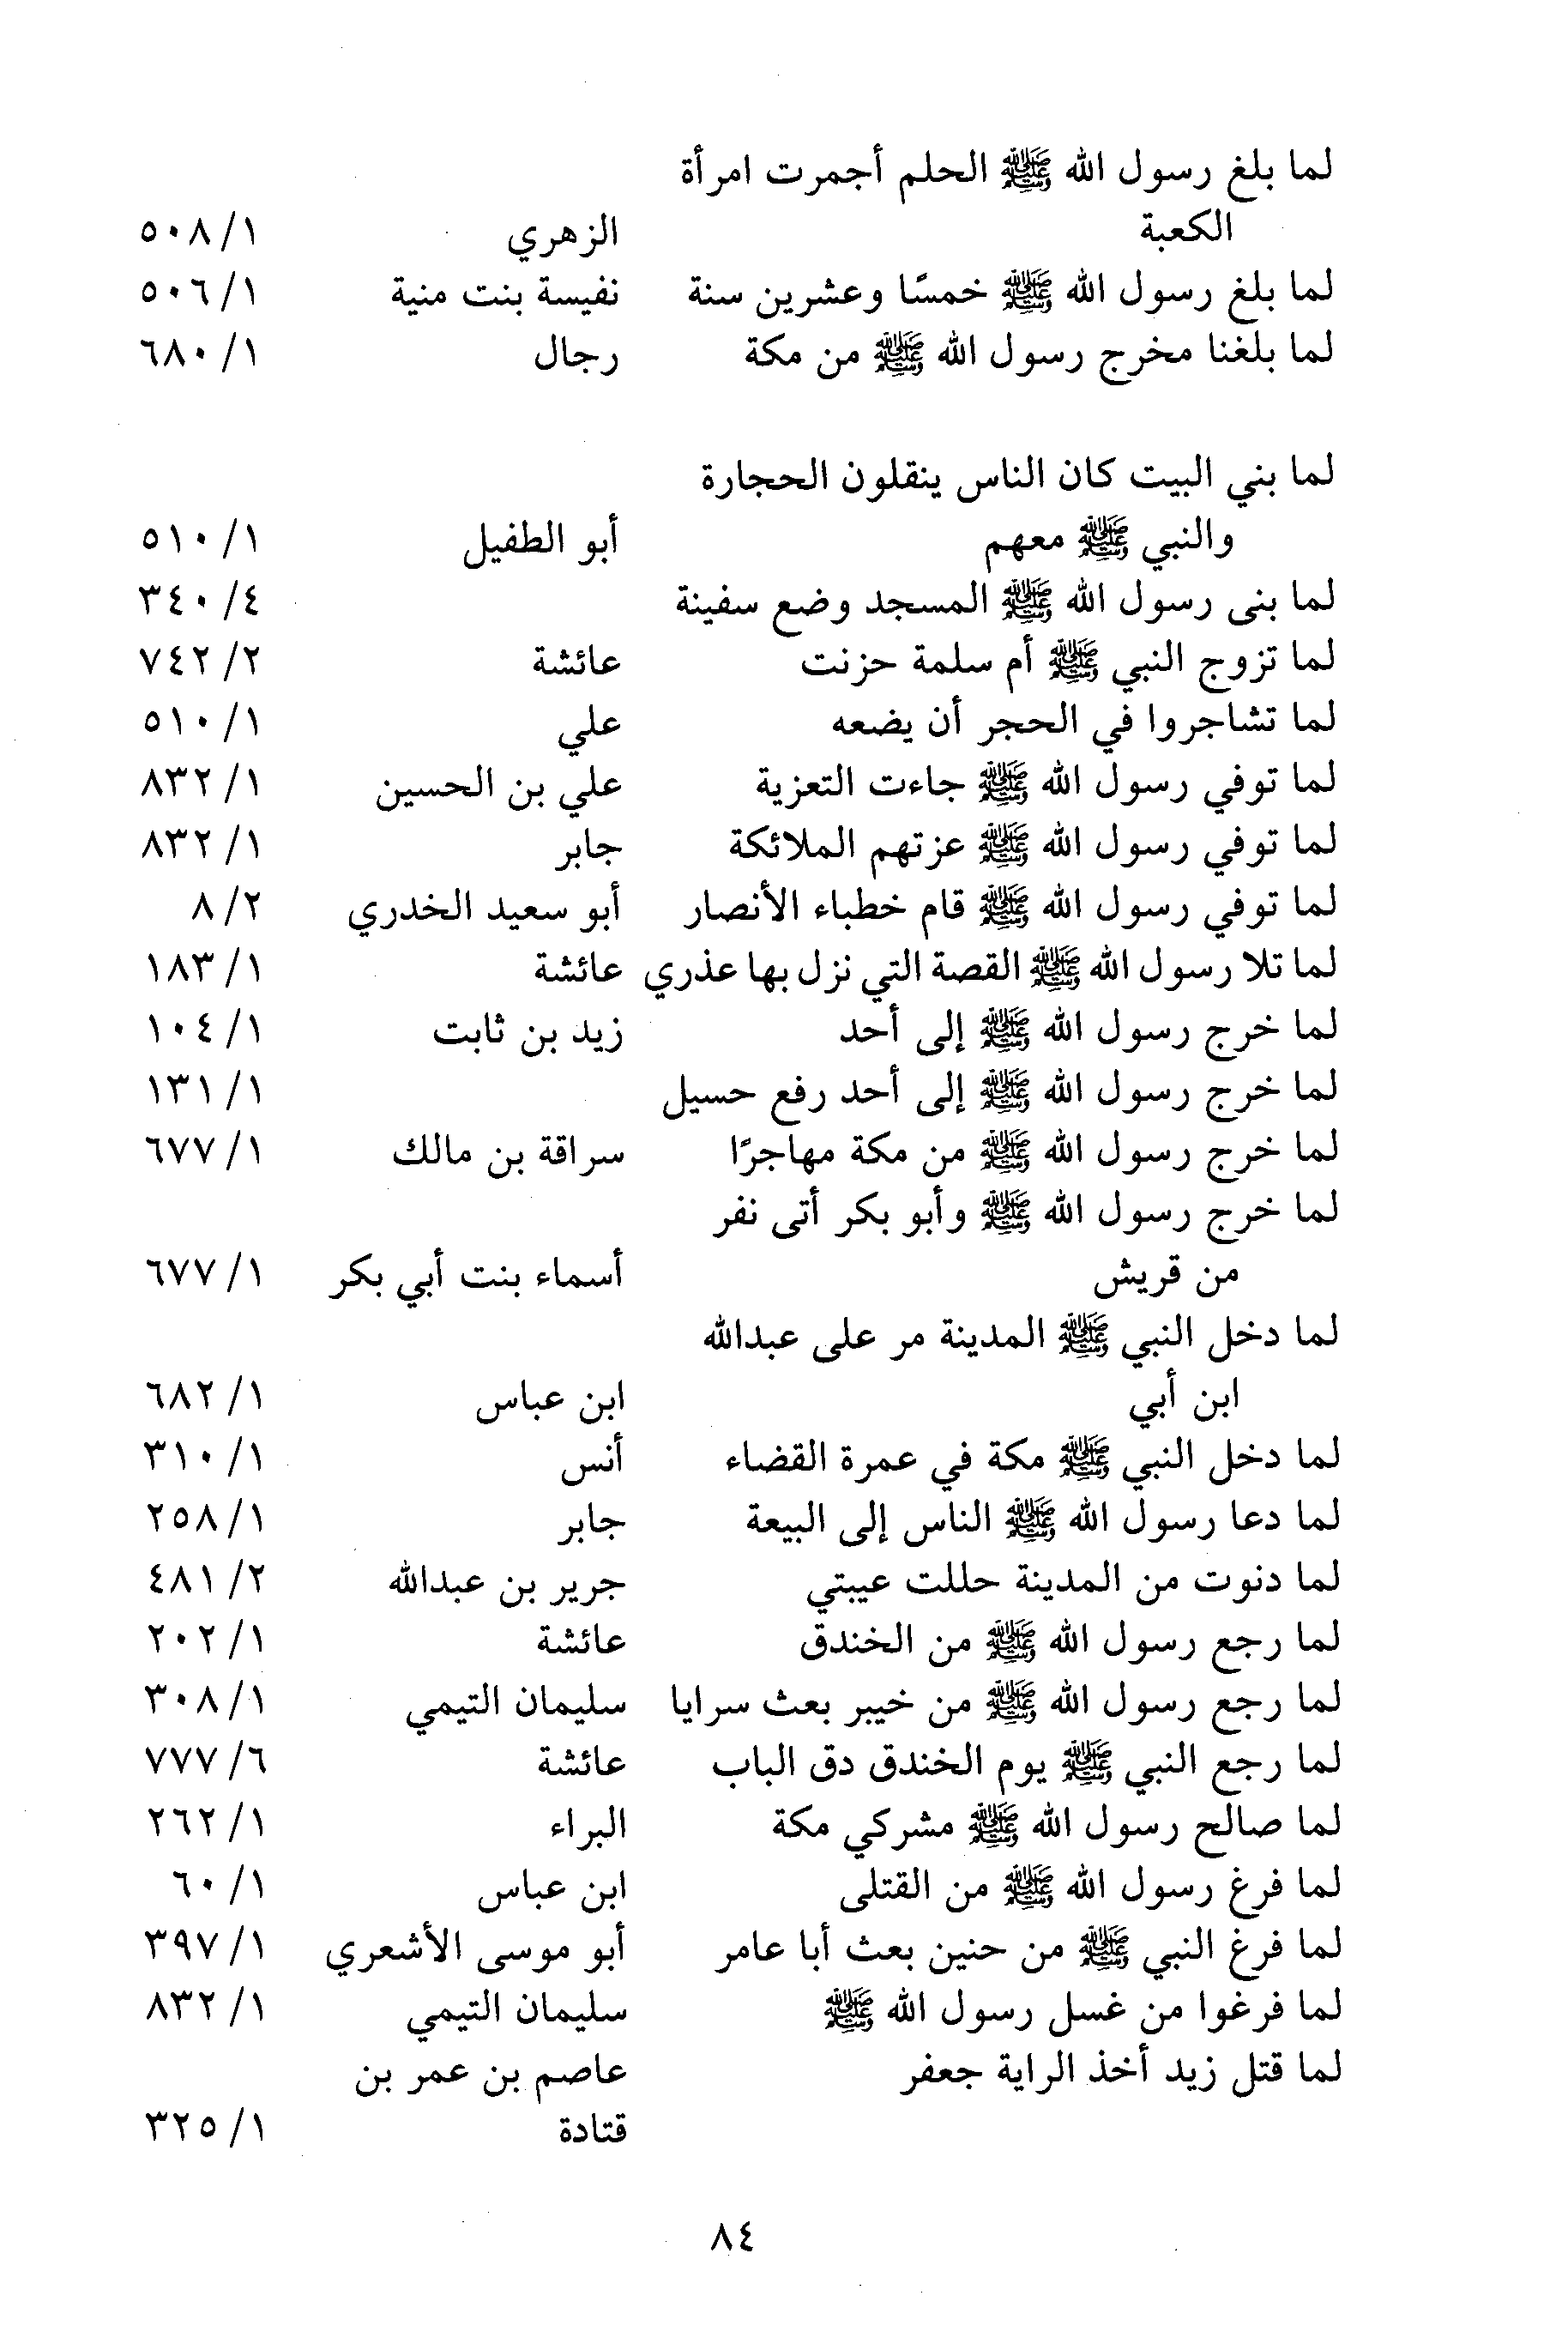 لما بلغ رسول الله ﷺ الحلم أجمرت امرأة
الكعبة الزهري ١/ ٥٠٨
لما بلغ رسول الله ﷺ خمسًا وعشرين سنة نفيسة بنت منية ١/ ٥٠٦
لما بلغنا مخرج رسول الله ﷺ من مكة رجال ١/ ٦٨٠
لما بني البيت كان الناس ينقلون الحجارة
والنبي ﷺ معهم أبو الطفيل ١/ ٥١٠
لما بنى رسول الله ﷺ المسجد وضع سفينة ٤/ ٣٤٠
لما تزوج النبي ﷺ أم سلمة حزنت عائشة ٢/ ٧٤٢
لما تشاجروا في الحجر أن يضعه علي ١/ ٥١٠
لما توفي رسول الله ﷺ جاءت التعزية علي بن الحسين ١/ ٨٣٢
لما توفي رسول الله ﷺ عزتهم الملائكة جابر ١/ ٨٣٢
لما توفي رسول الله ﷺ قام خطباء الأنصار أبو سعيد الخدري ٢/ ٨
لما تلا رسول الله ﷺ القصة التي نزل بها عذري عائشة ١/ ١٨٣
لما خرج رسول الله ﷺ إلى أحد زيد بن ثابت ١/ ١٠٤
لما خرج رسول الله ﷺ إلى أحد رفع حسيل ١/ ١٣١
لما خرج رسول الله ﷺ من مكة مهاجرًا سراقة بن مالك ١/ ٦٧٧
لما خرج رسول الله ﷺ وأبو بكر أتى نفر
من قريش أسماء بنت أبي بكر ١/ ٦٧٧
لما دخل النبي ﷺ المدينة مر على عبدالله
ابن أبي ابن عباس ١/ ٦٨٢
لما دخل النبي ﷺ مكة في عمرة القضاء أنس ١/ ٣١٠
لما دعا رسول الله ﷺ الناس إلى البيعة جابر ١/ ٢٥٨
لما دنوت من المدينة حللت عيبتي جرير بن عبدالله ٢/ ٤٨١
لما رجع رسول الله ﷺ من الخندق عائشة ١/ ٢٠٢
لما رجع رسول الله ﷺ من خيبر بعث سرايا سليمان التيمي ١/ ٣٠٨
لما رجع النبي ﷺ يوم الخندق دق الباب عائشة ٦/ ٧٧٧
لما صالح رسول الله ﷺ مشركي مكة البراء ١/ ٢٦٢
لما فرغ رسول الله ﷺ من القتلى ابن عباس ١/ ٦٠
لما فرغ النبي ﷺ من حنين بعث أبا عامر أبو موسى الأشعري ١/ ٣٩٧
لما فرغوا من غسل رسول الله ﷺ سليمان التيمي ١/ ٨٣٢
لما قتل زيد أخذ الراية جعفر عاصم بن عمر بن
قتادة ١/ ٣٢٥
٨٤